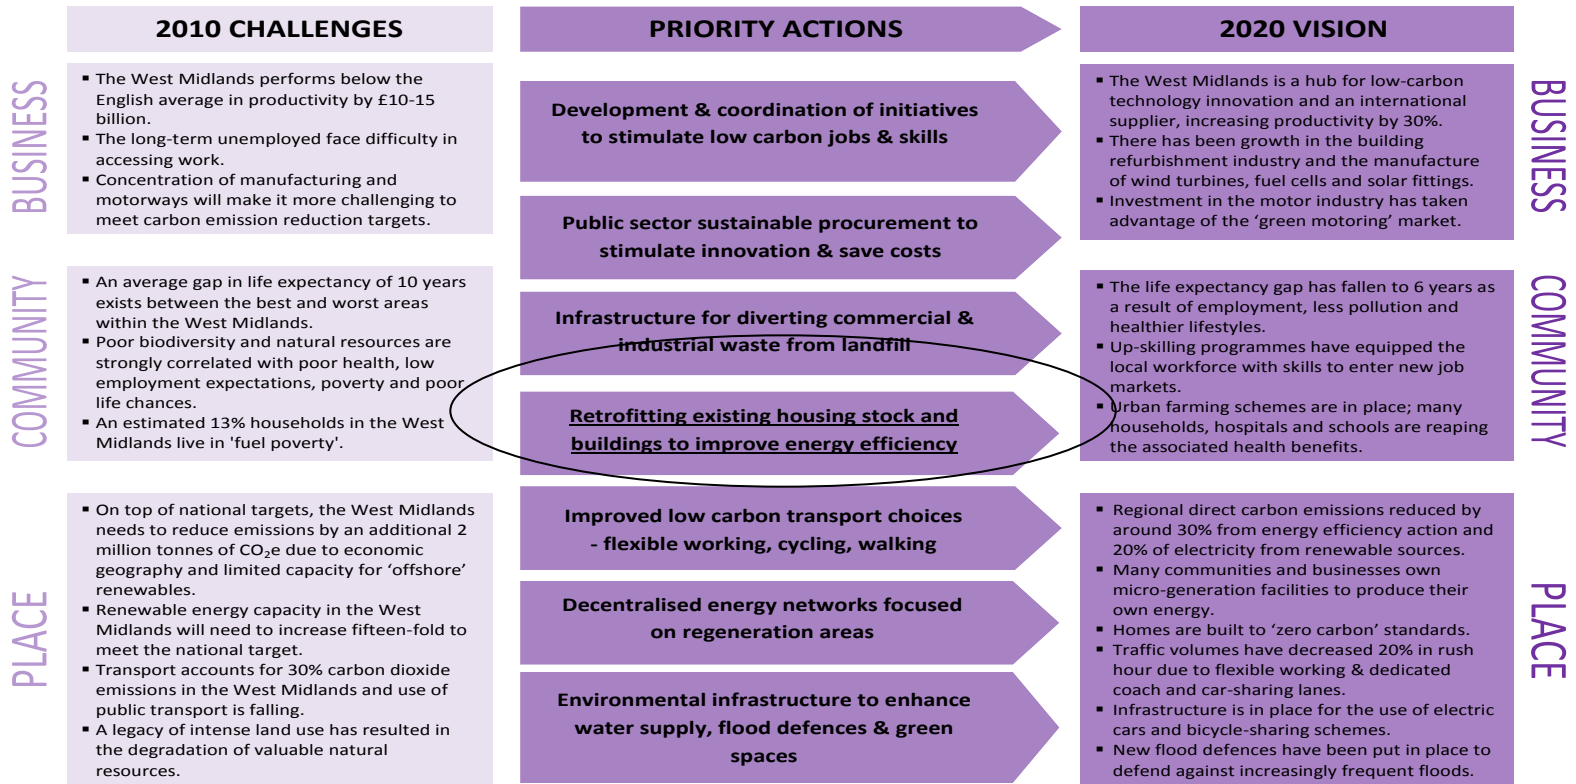 2010 CHALLENGES
PRIORITY ACTIONS
2020 VISION
BUSINESS
▪ The West Midlands performs below the
English average in productivity by £10-15
billion.
▪ The long-term unemployed face difficulty in
accessing work.
▪ Concentration of manufacturing and
motorways will make it more challenging to
meet carbon emission reduction targets.
COMMUNITY
▪ An average gap in life expectancy of 10 years
exists between the best and worst areas
within the West Midlands.
▪ Poor biodiversity and natural resources are
strongly correlated with poor health, low
employment expectations, poverty and poor
life chances.
▪ An estimated 13% households in the West
Midlands live in 'fuel poverty'.
PLACE
▪ On top of national targets, the West Midlands
needs to reduce emissions by an additional 2
million tonnes of CO₂e due to economic
geography and limited capacity for ‘offshore’
renewables.
▪ Renewable energy capacity in the West
Midlands will need to increase fifteen-fold to
meet the national target.
▪ Transport accounts for 30% carbon dioxide
emissions in the West Midlands and use of
public transport is falling.
▪ A legacy of intense land use has resulted in
the degradation of valuable natural
resources.
Development & coordination of initiatives
to stimulate low carbon jobs & skills
Public sector sustainable procurement to
stimulate innovation & save costs
Infrastructure for diverting commercial &
industrial waste from landfill
Retrofitting existing housing stock and
buildings to improve energy efficiency
Improved low carbon transport choices
- flexible working, cycling, walking
Decentralised energy networks focused
on regeneration areas
Environmental infrastructure to enhance
water supply, flood defences & green
spaces
▪ The West Midlands is a hub for low-carbon
technology innovation and an international
supplier, increasing productivity by 30%.
▪ There has been growth in the building
refurbishment industry and the manufacture
of wind turbines, fuel cells and solar fittings.
▪ Investment in the motor industry has taken
advantage of the ‘green motoring’ market.
BUSINESS
▪ The life expectancy gap has fallen to 6 years as
a result of employment, less pollution and
healthier lifestyles.
▪ Up-skilling programmes have equipped the
local workforce with skills to enter new job
markets.
▪ Urban farming schemes are in place; many
households, hospitals and schools are reaping
the associated health benefits.
COMMUNITY
▪ Regional direct carbon emissions reduced by
around 30% from energy efficiency action and
20% of electricity from renewable sources.
▪ Many communities and businesses own
micro-generation facilities to produce their
own energy.
▪ Homes are built to ‘zero carbon’ standards.
▪ Traffic volumes have decreased 20% in rush
hour due to flexible working & dedicated
coach and car-sharing lanes.
▪ Infrastructure is in place for the use of electric
cars and bicycle-sharing schemes.
▪ New flood defences have been put in place to
defend against increasingly frequent floods.
PLACE